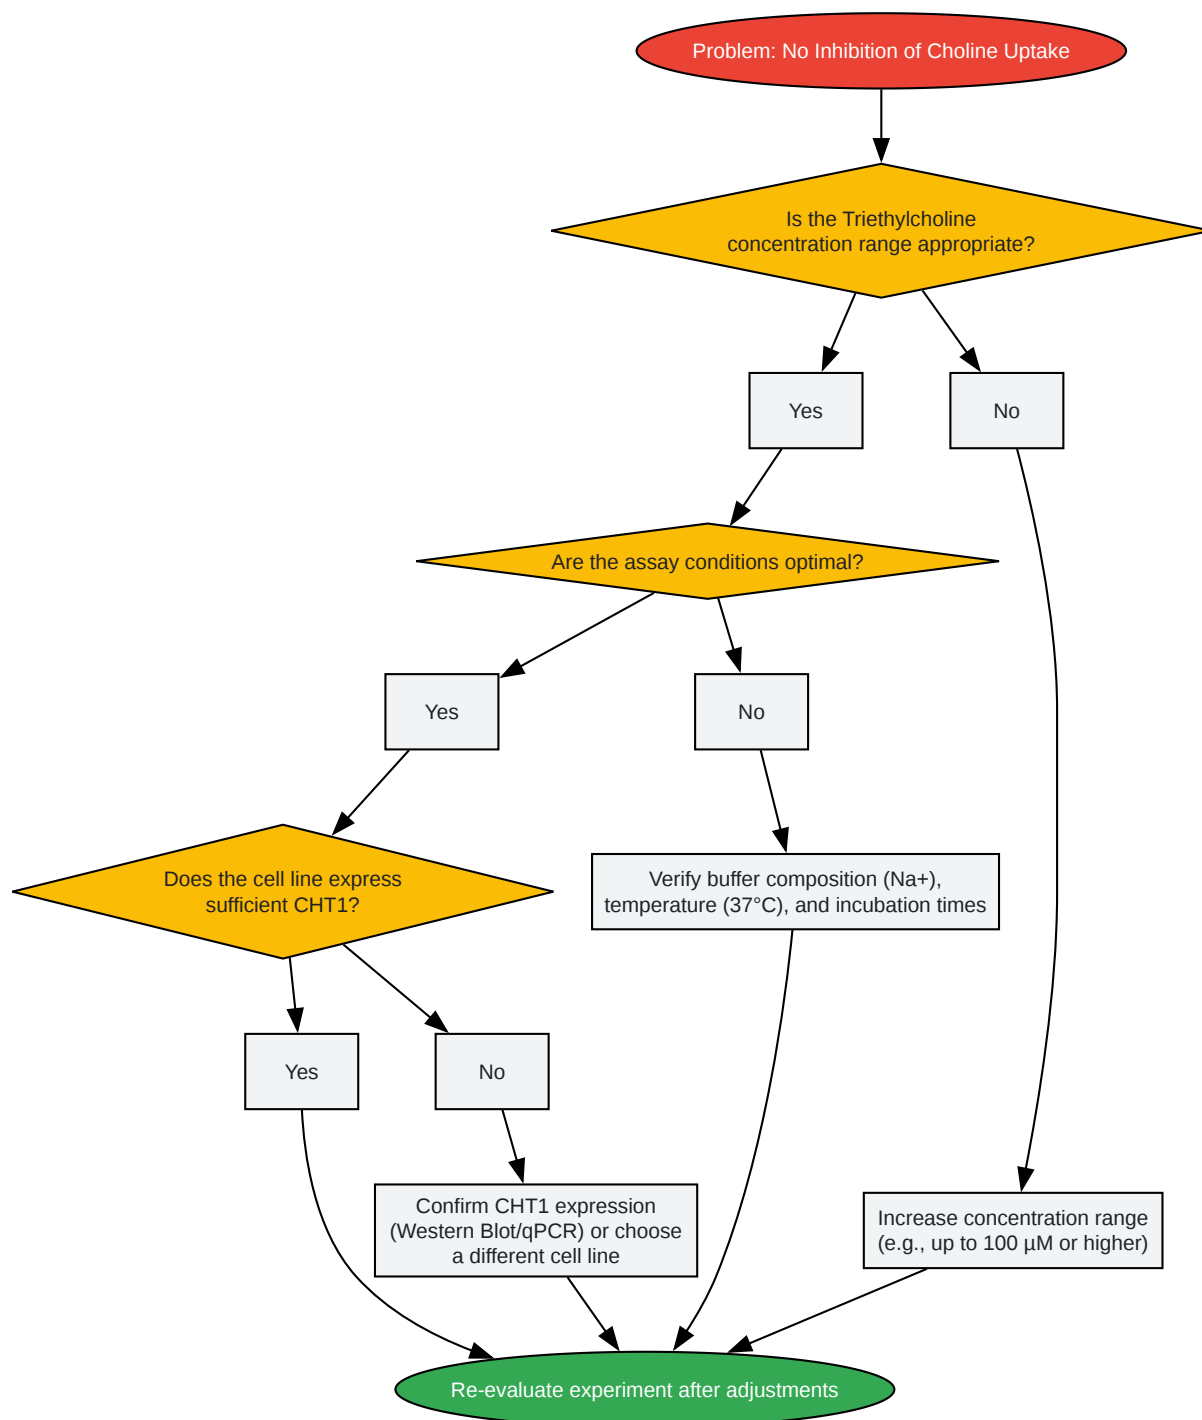 Problem: No Inhibition of Choline Uptake
Is the Triethylcholine
concentration range appropriate?
Yes
No
Are the assay conditions optimal?
Yes
No
Does the cell line express
sufficient CHT1?
Verify buffer composition (Na+),
temperature (37°C), and incubation times
Yes
No
Confirm CHT1 expression
(Western Blot/qPCR) or choose
a different cell line
Increase concentration range
(e.g., up to 100 µM or higher)
Re-evaluate experiment after adjustments